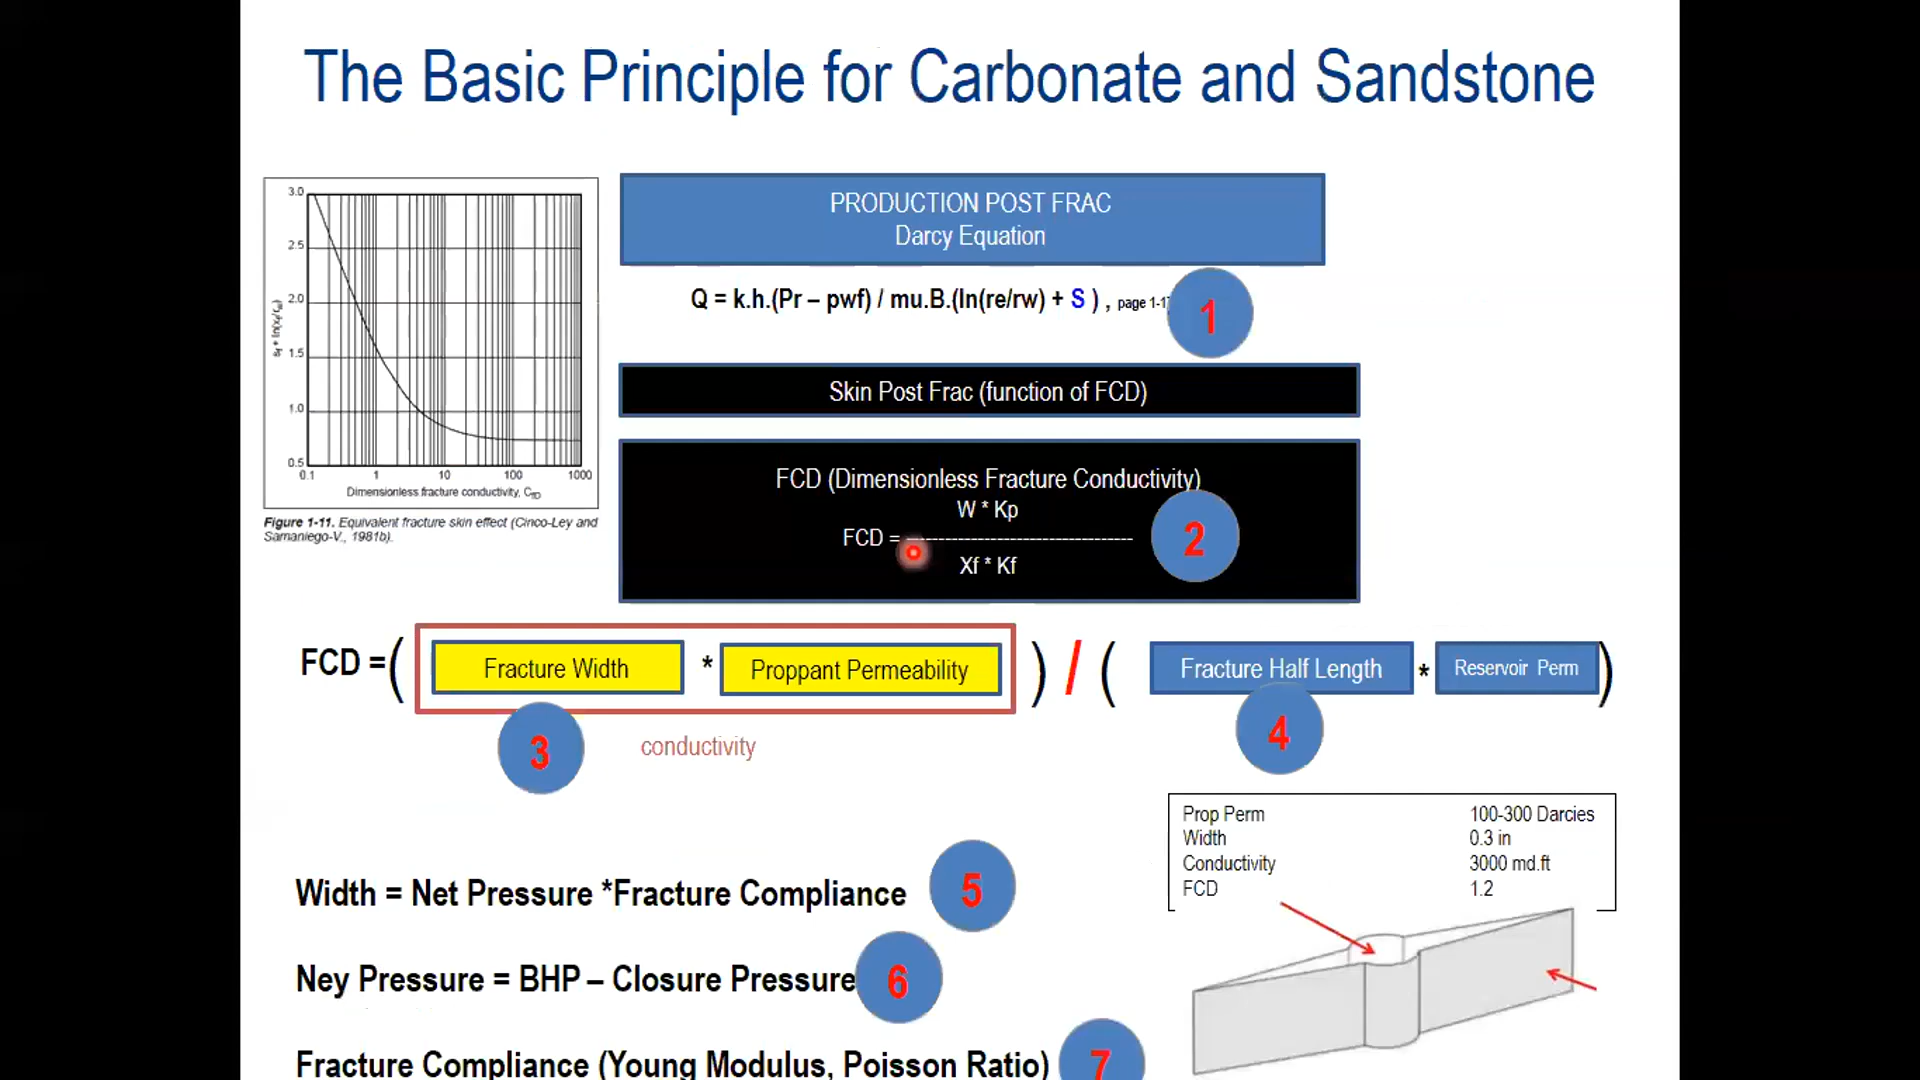 The Basic Principle for Carbonate and Sandstone
3.0
2.5
2.0
1.5
1.0
0.5
0.1 1 10 100 1000
Dimensionless fracture conductivity, CfD
Figure 1-11. Equivalent fracture skin effect (Cinco-Ley and
Samaniego-V., 1981b).
PRODUCTION POST FRAC
Darcy Equation
Q = k.h.(Pr – pwf) / mu.B.(ln(re/rw) + S ) , page 1-1
1
Skin Post Frac (function of FCD)
FCD (Dimensionless Fracture Conductivity)
W * Kp
FCD = -----------------------------------
Xf * Kf
2
FCD = ( Fracture Width * Proppant Permeability ) / ( Fracture Half Length * Reservoir Perm )
3
conductivity
4
Prop Perm 100-300 Darcies
Width 0.3 in
Conductivity 3000 md.ft
FCD 1.2
Width = Net Pressure *Fracture Compliance
5
Ney Pressure = BHP – Closure Pressure
6
Fracture Compliance (Young Modulus, Poisson Ratio)
7